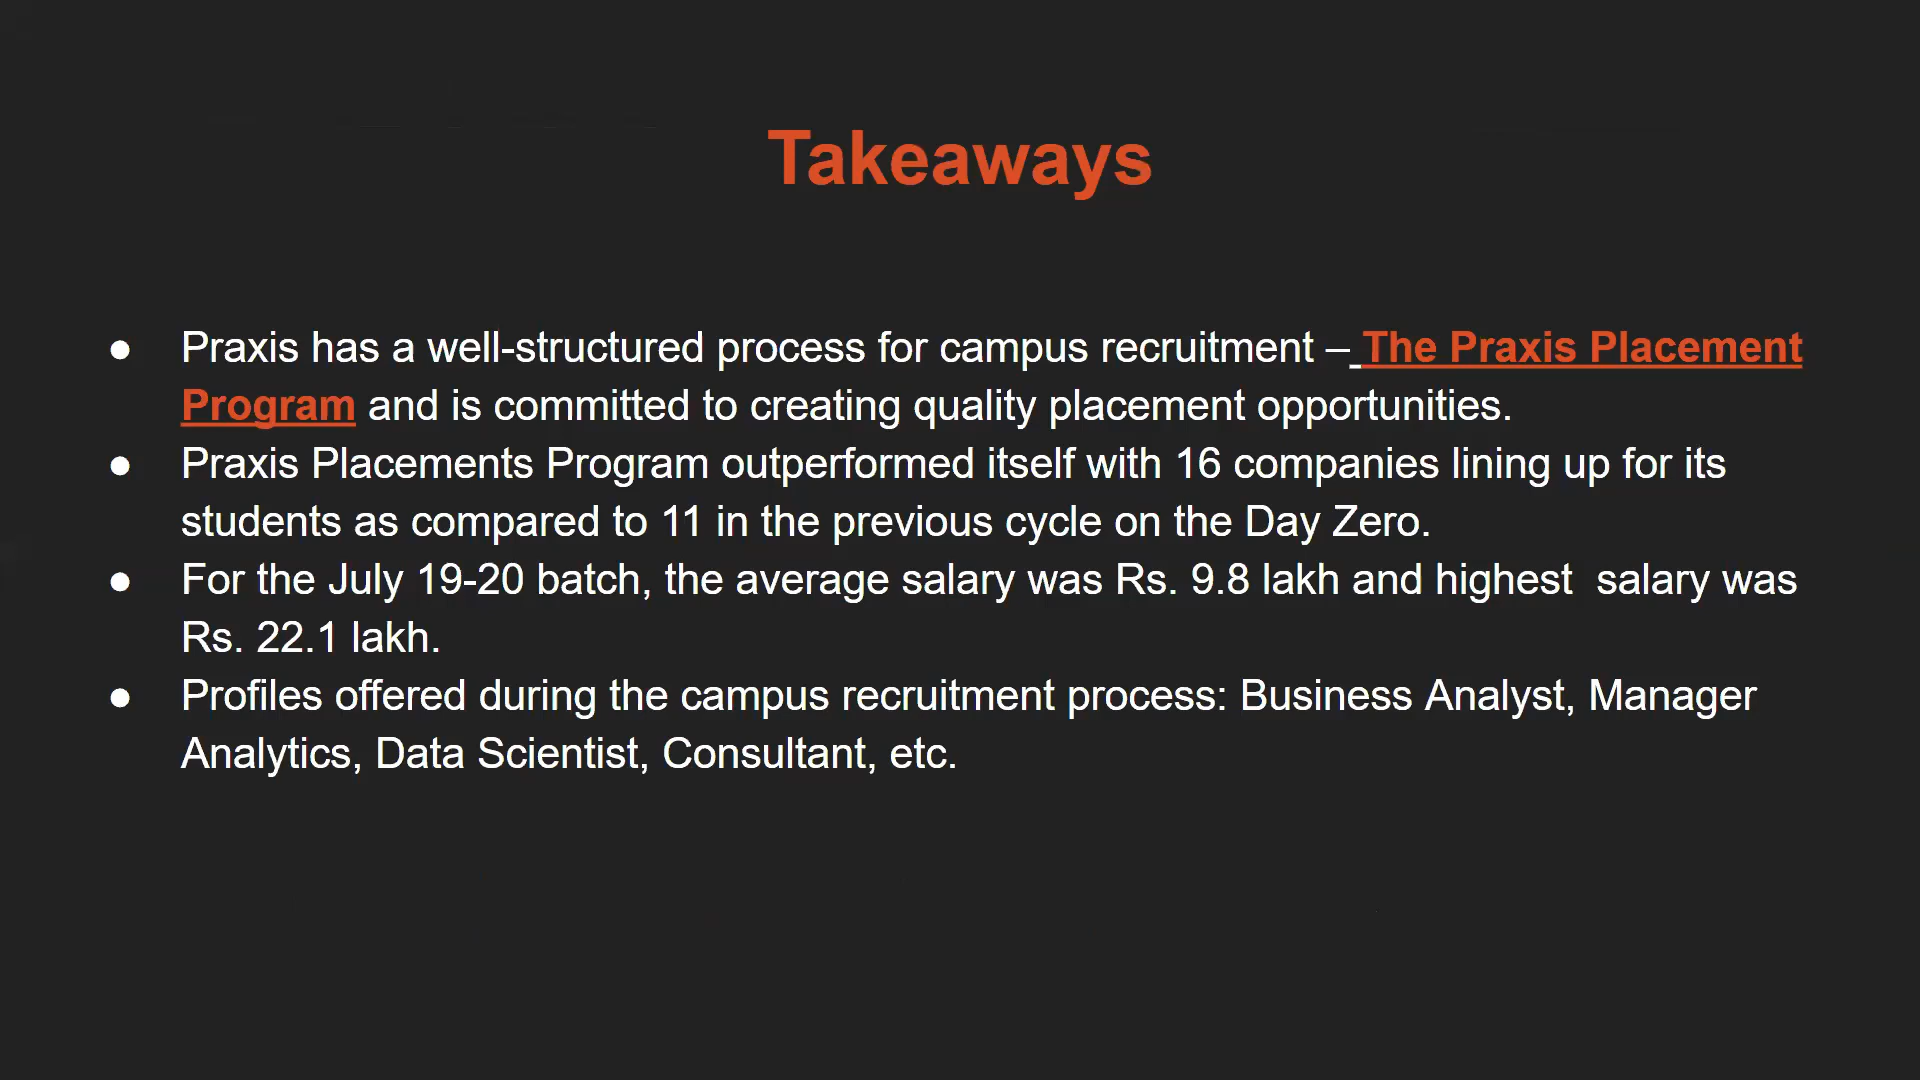 Takeaways
● Praxis has a well-structured process for campus recruitment – The Praxis Placement
Program and is committed to creating quality placement opportunities.
● Praxis Placements Program outperformed itself with 16 companies lining up for its
students as compared to 11 in the previous cycle on the Day Zero.
● For the July 19-20 batch, the average salary was Rs. 9.8 lakh and highest  salary was
Rs. 22.1 lakh.
● Profiles offered during the campus recruitment process: Business Analyst, Manager
Analytics, Data Scientist, Consultant, etc.